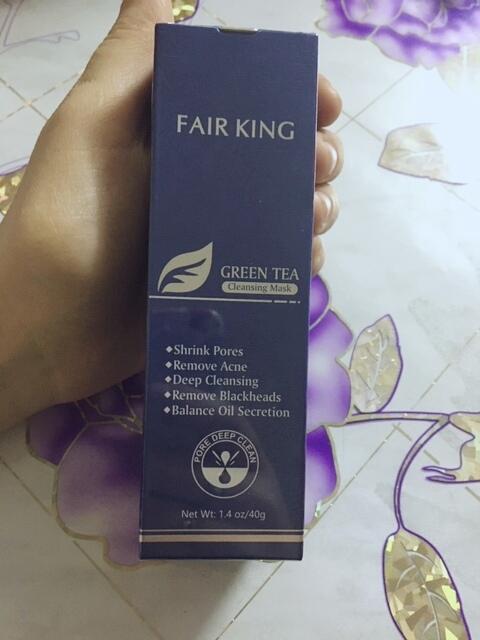 FAIR KING
GREEN TEA
Cleansing Mask
◆Shrink Pores
◆Remove Acne
◆Deep Cleansing
◆Remove Blackheads
◆Balance Oil Secretion
PORE DEEP CLEAN
Net Wt: 1.4 oz/40g